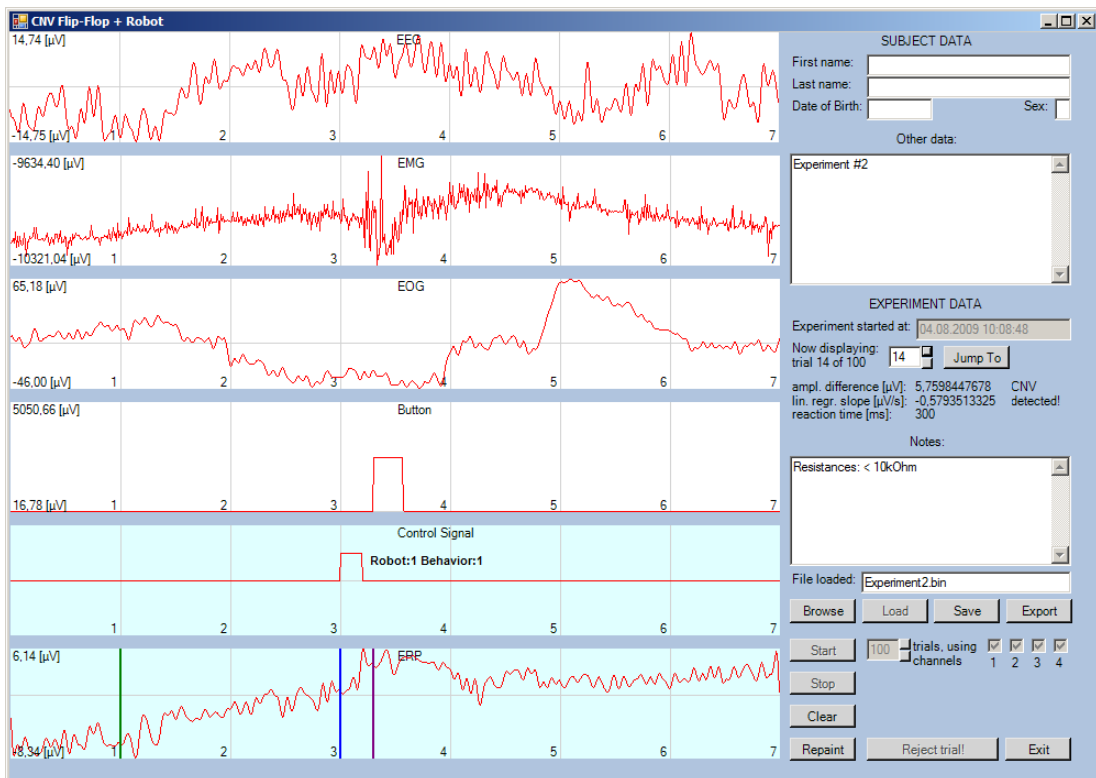 CNV Flip-Flop + Robot
14,74 [µV]
EEG
-14,75 [µV]
1 2 3 4 5 6 7
-9634,40 [µV]
EMG
-10321,04 [µV]
1 2 3 4 5 6 7
65,18 [µV]
EOG
-46,00 [µV]
1 2 3 4 5 6 7
5050,66 [µV]
Button
16,78 [µV]
1 2 3 4 5 6 7
Control Signal
Robot:1 Behavior:1
1 2 3 4 5 6 7
6,14 [µV]
ERP
-8,34 [µV]
1 2 3 4 5 6 7
SUBJECT DATA
First name:
Last name:
Date of Birth: Sex:
Other data:
Experiment #2
EXPERIMENT DATA
Experiment started at: 04.08.2009 10:08:48
Now displaying:
trial 14 of 100 14 Jump To
ampl. difference [µV]: 5,7598447678 CNV
lin. regr. slope [µV/s]: -0,5793513325 detected!
reaction time [ms]: 300
Notes:
Resistances: < 10kOhm
File loaded: Experiment2.bin
Browse Load Save Export
Start 100 trials, using
channels 1 2 3 4
Stop
Clear
Repaint Reject trial! Exit